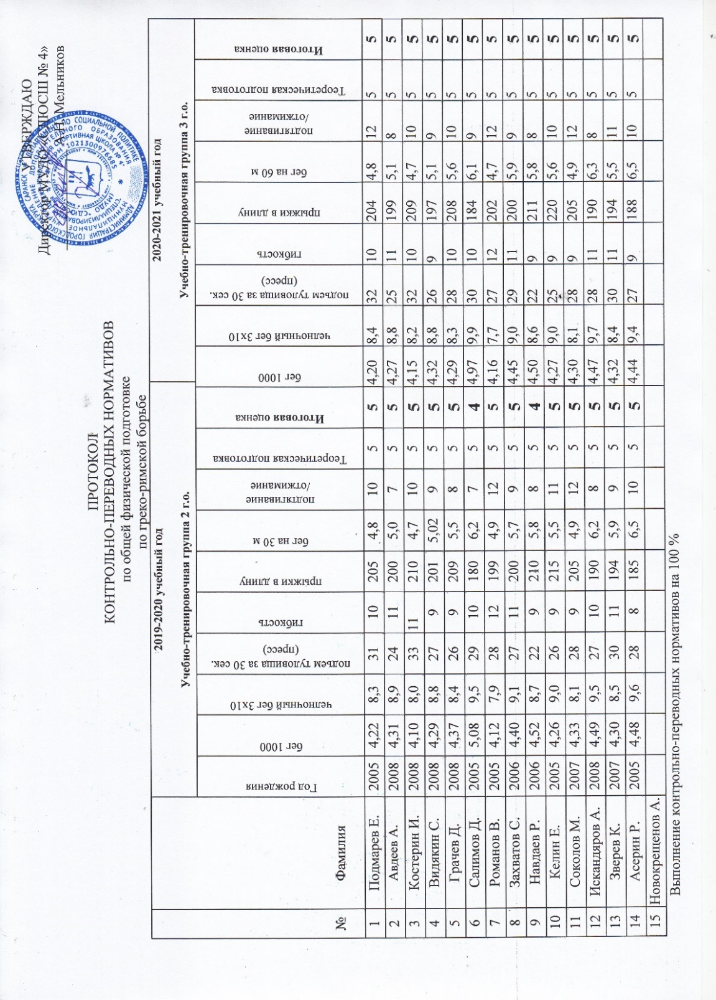 УТВЕРЖДАЮ
Директор МУДО «СДЮСШ № 4»
А.Н. Мельников
ПРОТОКОЛ
КОНТРОЛЬНО-ПЕРЕВОДНЫХ НОРМАТИВОВ
по общей физической подготовке
по греко-римской борьбе
2019-2020 учебный год 2020-2021 учебный год
Учебно-тренировочная группа 2 г.о. Учебно-тренировочная группа 3 г.о.
№ Фамилия Год рождения бег 1000 челночный бег 3х10 подъем туловища за 30 сек. (пресс) гибкость прыжки в длину бег на 30 м подтягивание /отжимание Теоретическая подготовка Итоговая оценка бег 1000 челночный бег 3х10 подъем туловища за 30 сек. (пресс) гибкость прыжки в длину бег на 60 м подтягивание /отжимание Теоретическая подготовка Итоговая оценка
1 Подмарев Е. 2005 4,22 8,3 31 10 205 4,8 10 5 5 4,20 8,4 32 10 204 4,8 12 5 5
2 Авдеев А. 2008 4,31 8,9 24 11 200 5,0 7 5 5 4,27 8,8 25 11 199 5,1 8 5 5
3 Костерин И. 2008 4,10 8,0 33 11 210 4,7 10 5 5 4,15 8,2 32 10 209 4,7 10 5 5
4 Видякин С. 2008 4,29 8,8 27 9 201 5,02 9 5 5 4,32 8,8 26 9 197 5,1 9 5 5
5 Грачев Д. 2008 4,37 8,4 26 9 209 5,5 8 5 5 4,29 8,3 28 10 208 5,6 10 5 5
6 Салимов Д. 2005 5,08 9,5 29 10 180 6,2 7 5 4 4,97 9,9 30 10 184 6,1 9 5 5
7 Романов В. 2005 4,12 7,9 28 12 199 4,9 12 5 5 4,16 7,7 27 12 202 4,7 12 5 5
8 Захватов С. 2006 4,40 9,1 27 11 200 5,7 9 5 5 4,45 9,0 29 11 200 5,9 9 5 5
9 Навдаев Р. 2006 4,52 8,7 22 9 210 5,8 8 5 4 4,50 8,6 22 9 211 5,8 8 5 5
10 Келин Е. 2005 4,26 9,0 26 9 215 5,5 11 5 5 4,27 9,0 25 9 220 5,6 10 5 5
11 Соколов М. 2007 4,33 8,1 28 9 205 4,9 12 5 5 4,30 8,1 28 9 205 4,9 12 5 5
12 Искандяров А. 2008 4,49 9,5 27 10 190 6,2 8 5 5 4,47 9,7 28 11 190 6,3 8 5 5
13 Зверев К. 2007 4,30 8,5 30 11 194 5,9 9 5 5 4,32 8,4 30 11 194 5,5 11 5 5
14 Асерин Р. 2005 4,48 9,6 28 8 185 6,5 10 5 5 4,44 9,4 27 9 188 6,5 10 5 5
15 Новокрещенов А.
Выполнение контрольно-переводных нормативов на 100 %